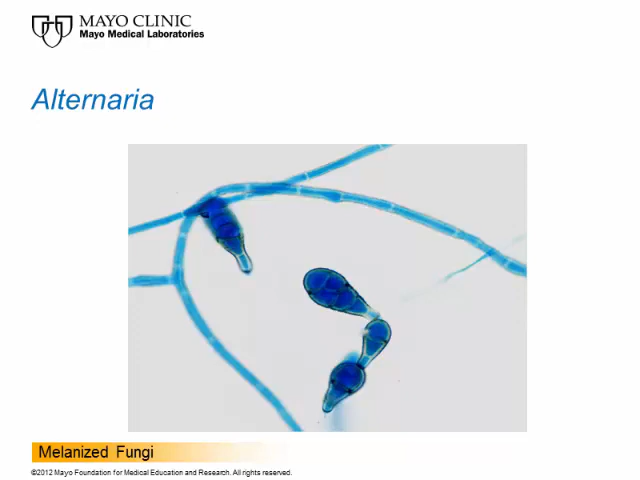 MAYO CLINIC
Mayo Medical Laboratories
Alternaria
Melanized Fungi
©2012 Mayo Foundation for Medical Education and Research. All rights reserved.